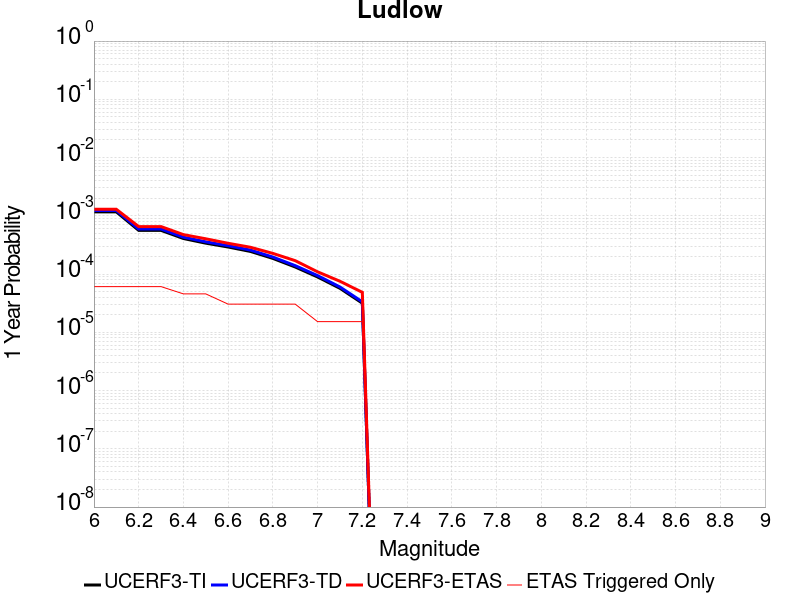 Ludlow
10^0
10^-1
10^-2
10^-3
10^-4
10^-5
10^-6
10^-7
10^-8
1 Year Probability
6 6.2 6.4 6.6 6.8 7 7.2 7.4 7.6 7.8 8 8.2 8.4 8.6 8.8 9
Magnitude
UCERF3-TI UCERF3-TD UCERF3-ETAS ETAS Triggered Only